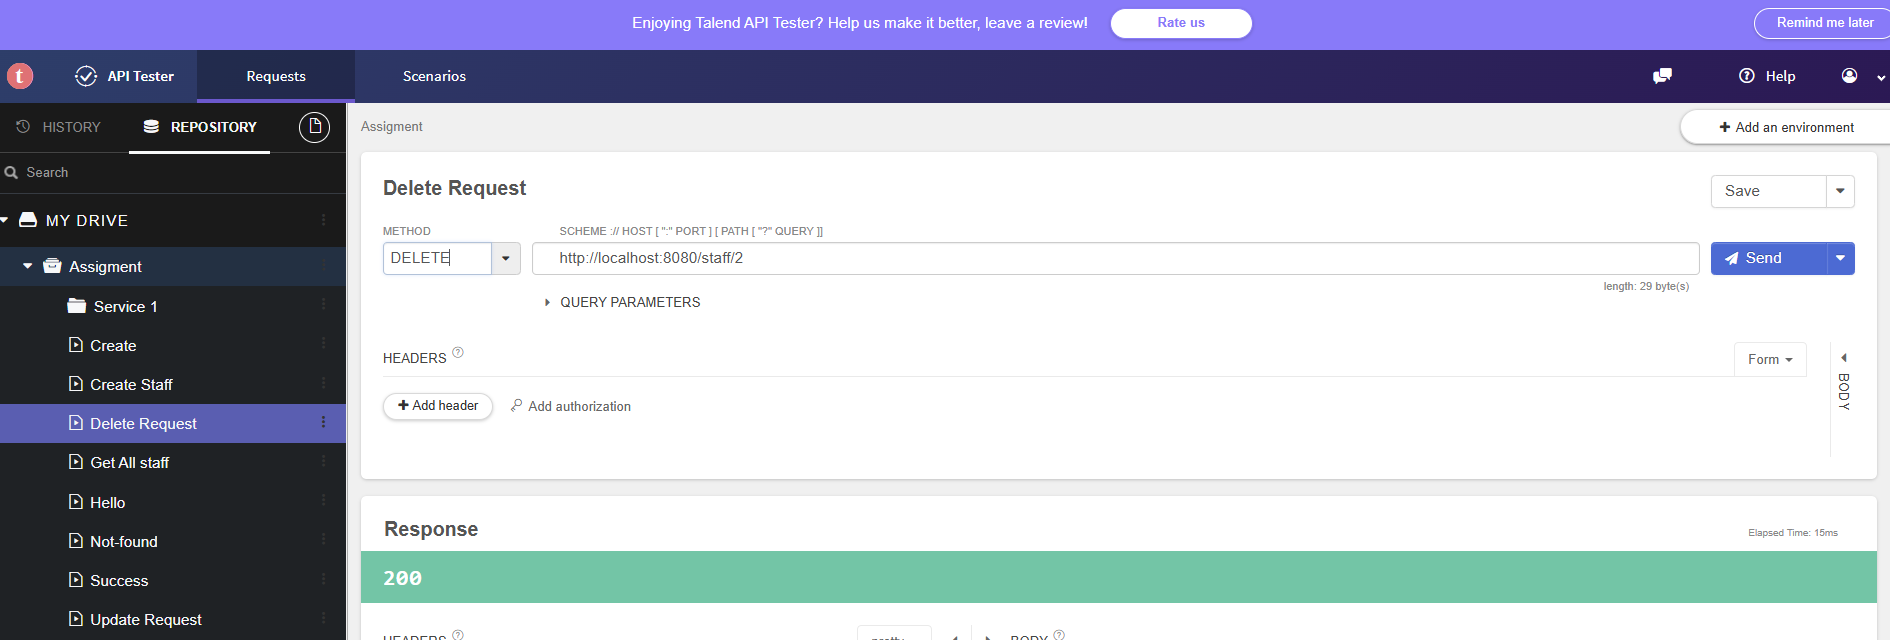 Enjoying Talend API Tester? Help us make it better, leave a review!
Rate us
Remind me later
t
API Tester
Requests
Scenarios
Help
HISTORY
REPOSITORY
Assigment
+ Add an environment
Search
Delete Request
Save
MY DRIVE
METHOD
SCHEME :// HOST [ ":" PORT ] [ PATH [ "?" QUERY ]]
DELETE
http://localhost:8080/staff/2
Send
length: 29 byte(s)
QUERY PARAMETERS
Assigment
Service 1
Create
Create Staff
Delete Request
Get All staff
Hello
Not-found
Success
Update Request
HEADERS ?
Form
BODY
+ Add header
Add authorization
Response
Elapsed Time: 15ms
200
HEADERS ?
pretty
BODY ?